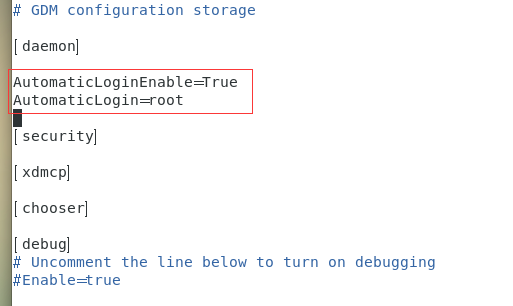 # GDM configuration storage
[daemon]
AutomaticLoginEnable=True
AutomaticLogin=root
[security]
[xdmcp]
[chooser]
[debug]
# Uncomment the line below to turn on debugging
#Enable=true